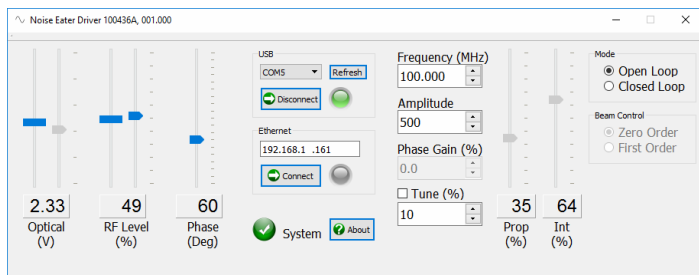 Noise Eater Driver 100436A, 001.000
USB
COM5
Refresh
Disconnect
Ethernet
192.168.1 .161
Connect
System
About
2.33
Optical
(V)
49
RF Level
(%)
60
Phase
(Deg)
Frequency (MHz)
100.000
Amplitude
500
Phase Gain (%)
0.0
Tune (%)
10
35
Prop
(%)
64
Int
(%)
Mode
Open Loop
Closed Loop
Beam Control
Zero Order
First Order